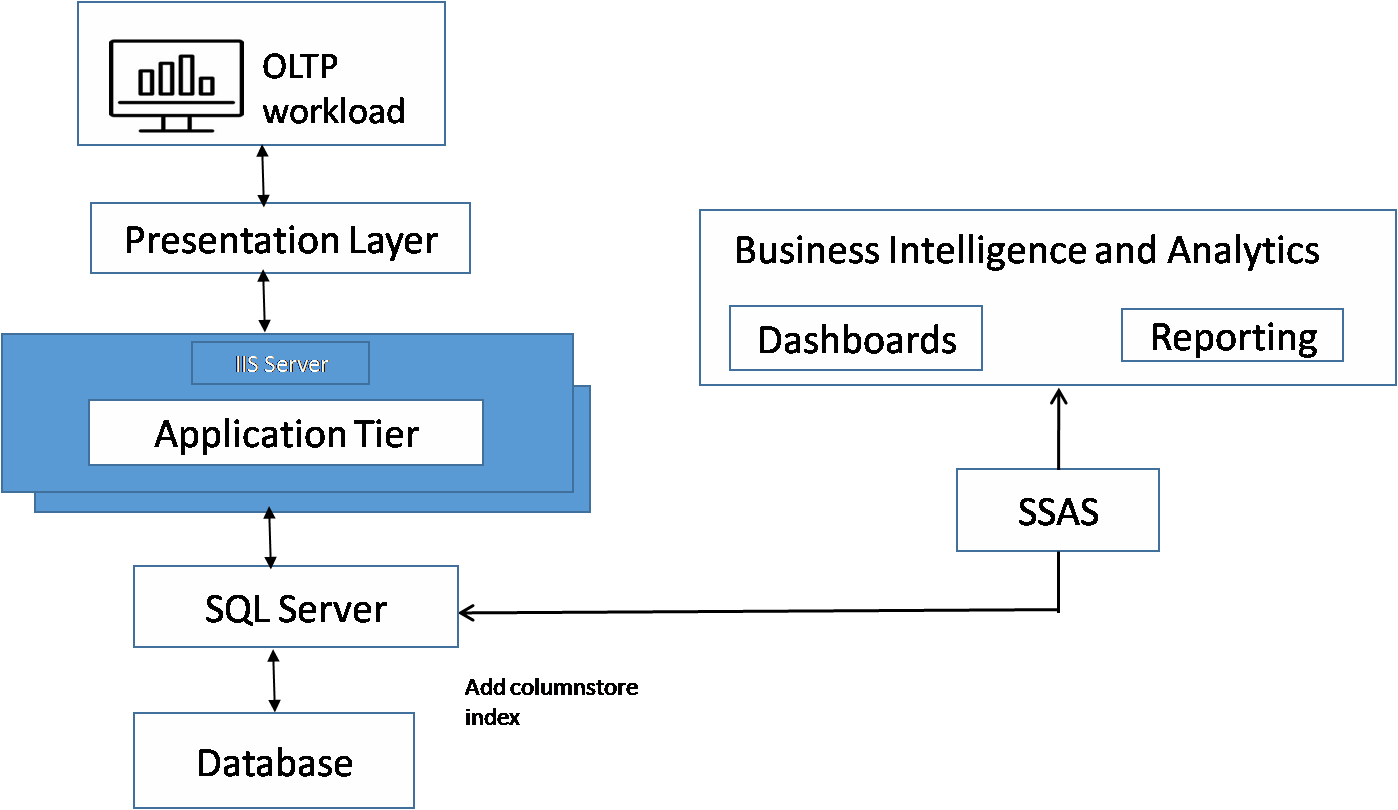 OLTP
workload
Presentation Layer
IIS Server
Application Tier
SQL Server
Add columnstore
index
Database
Business Intelligence and Analytics
Dashboards
Reporting
SSAS